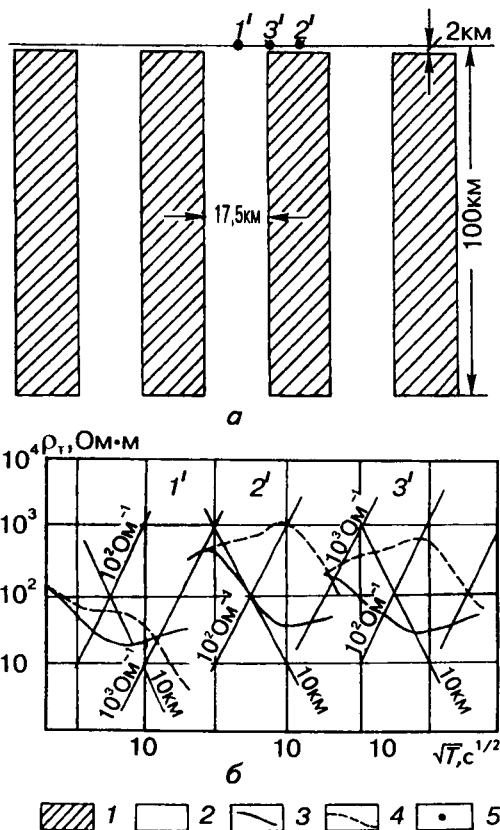 1' 3' 2' 2км
17,5км
100км
а
10⁴ ρт, Ом·м
1' 2' 3'
10³
10²
10
10²Ом⁻¹
10³Ом⁻¹
10км
10²Ом⁻¹
10³Ом⁻¹
10км
10²Ом⁻¹
10км
10 10 10 √T, с^1/2
б
1 2 3 4 5